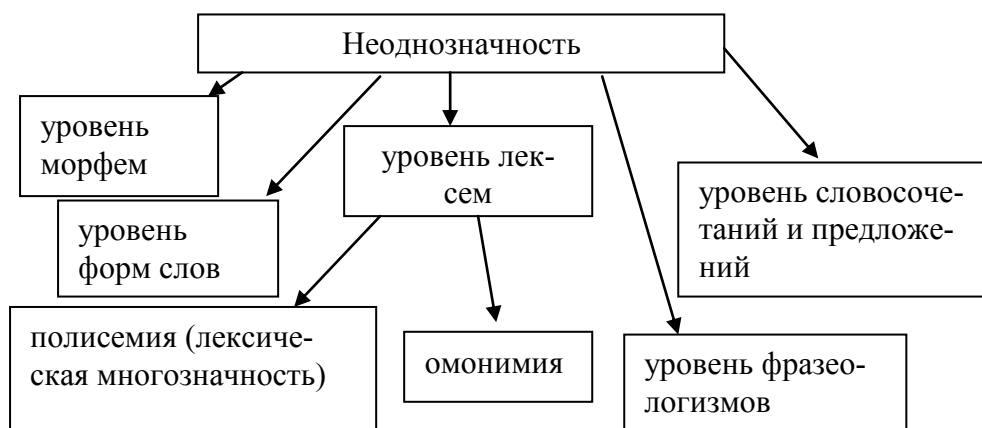 Неоднозначность
уровень
морфем
уровень
форм слов
уровень лек-
сем
уровень словосоче-
таний и предложе-
ний
полисемия (лексиче-
ская многозначность)
омонимия
уровень фразео-
логизмов